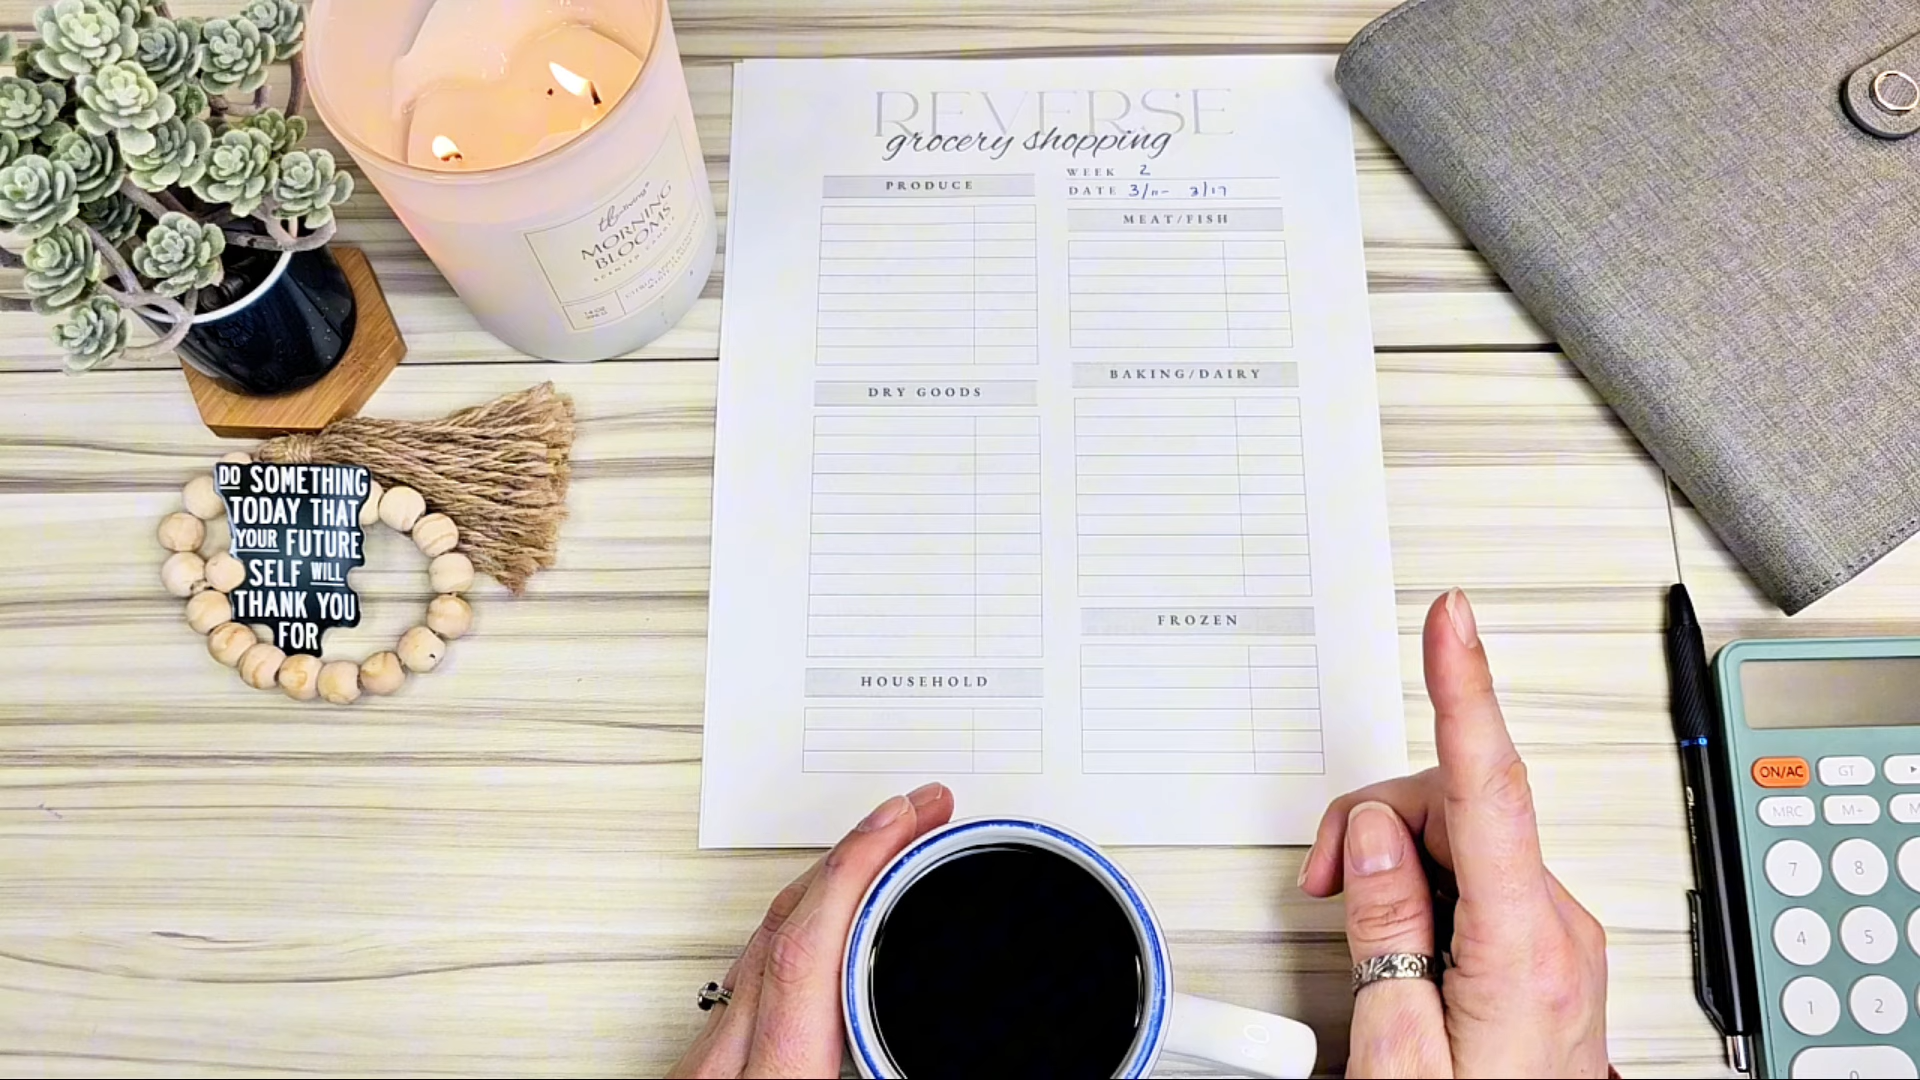 REVERSE
grocery shopping
WEEK 2
DATE 3/11- 3/17
PRODUCE
MEAT/FISH
DRY GOODS
BAKING/DAIRY
HOUSEHOLD
FROZEN
MORNING
BLOOMS
DO SOMETHING
TODAY THAT
YOUR FUTURE
SELF WILL
THANK YOU
FOR
ON/AC
GT
MRC
M+
7
8
4
5
1
2
0